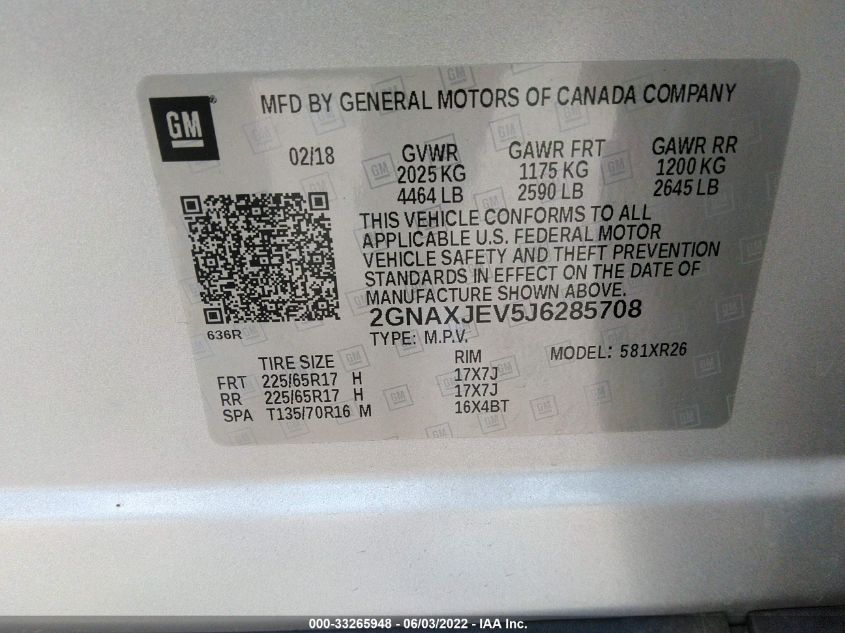 GM
MFD BY GENERAL MOTORS OF CANADA COMPANY
02/18 GVWR GAWR FRT GAWR RR
2025 KG 1175 KG 1200 KG
4464 LB 2590 LB 2645 LB
THIS VEHICLE CONFORMS TO ALL
APPLICABLE U.S. FEDERAL MOTOR
VEHICLE SAFETY AND THEFT PREVENTION
STANDARDS IN EFFECT ON THE DATE OF
MANUFACTURE SHOWN ABOVE.
2GNAXJEV5J6285708
636R
TYPE: M.P.V. MODEL: 581XR26
TIRE SIZE RIM
FRT 225/65R17 H 17X7J
RR 225/65R17 H 17X7J
SPA T135/70R16 M 16X4BT
000-33265948 - 06/03/2022 - IAA Inc.